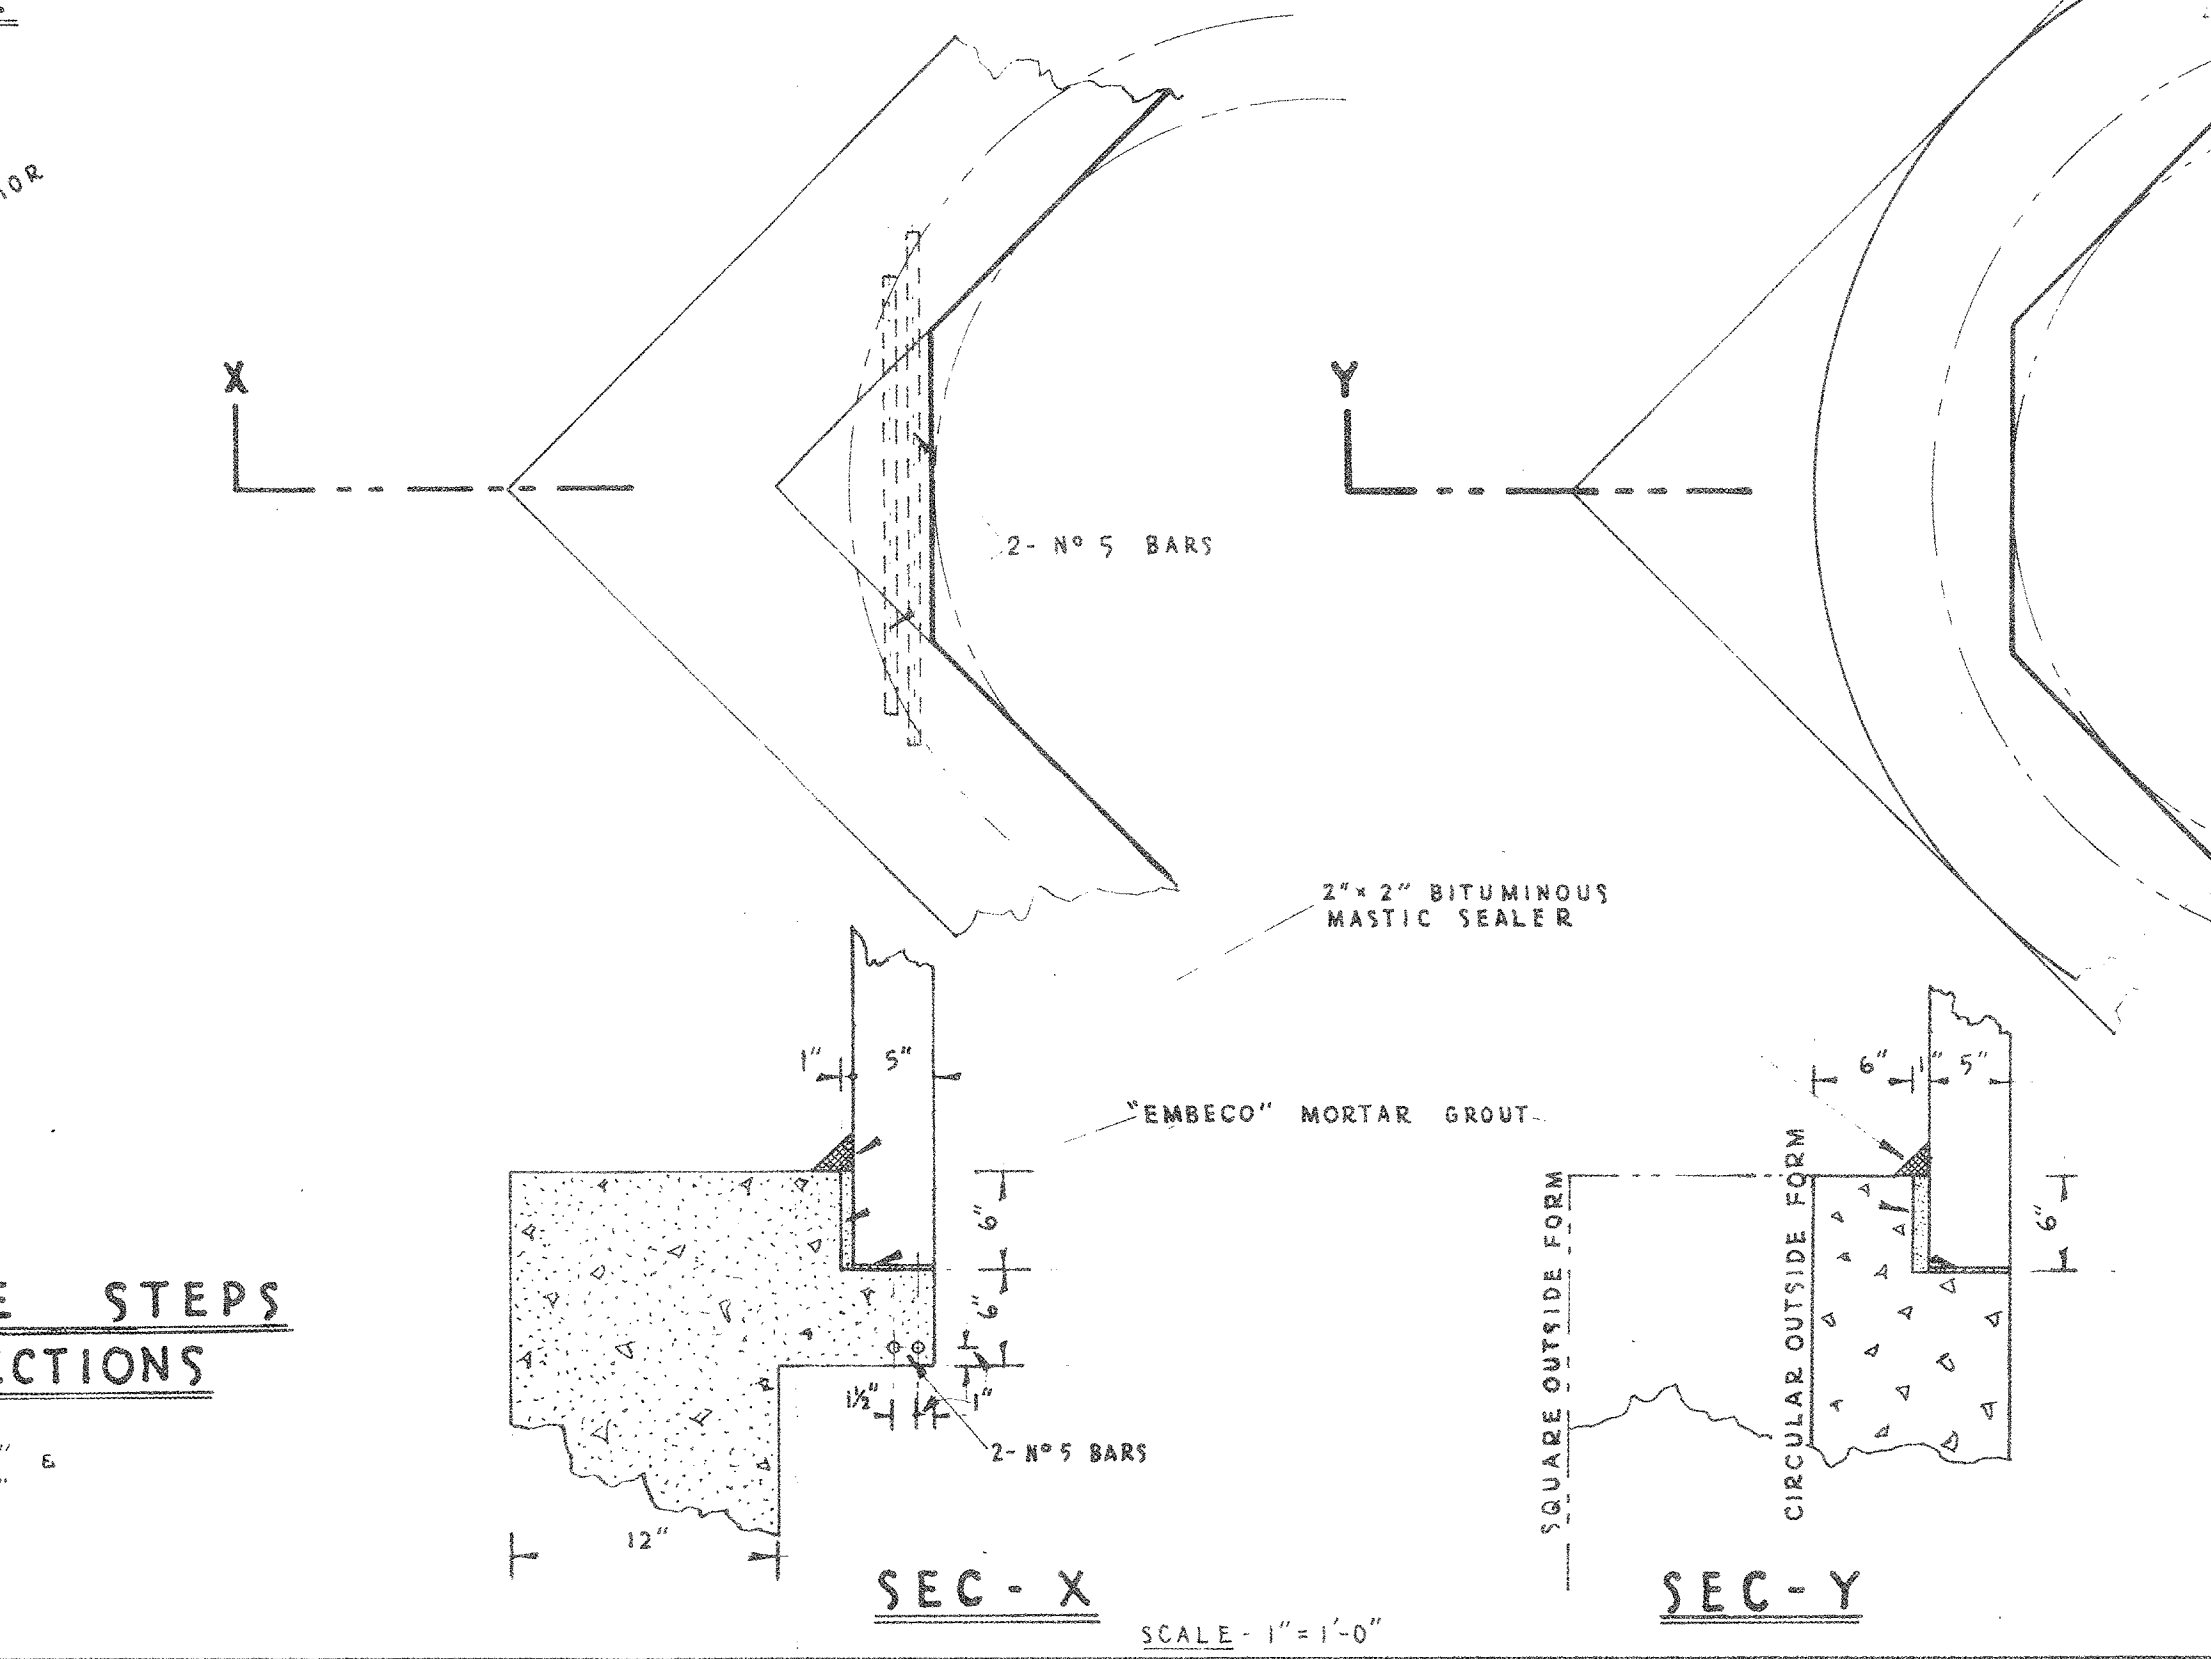 X
Y
2- Nº 5 BARS
2"x 2" BITUMINOUS
MASTIC SEALER
1"
5"
6"
1"
5"
"EMBECO" MORTAR GROUT
6"
6"
6"
SQUARE OUTSIDE FORM
CIRCULAR OUTSIDE FORM
STEPS
1½"
1"
2- Nº 5 BARS
" &
12"
SEC - X
SEC - Y
SCALE - 1" = 1'-0"